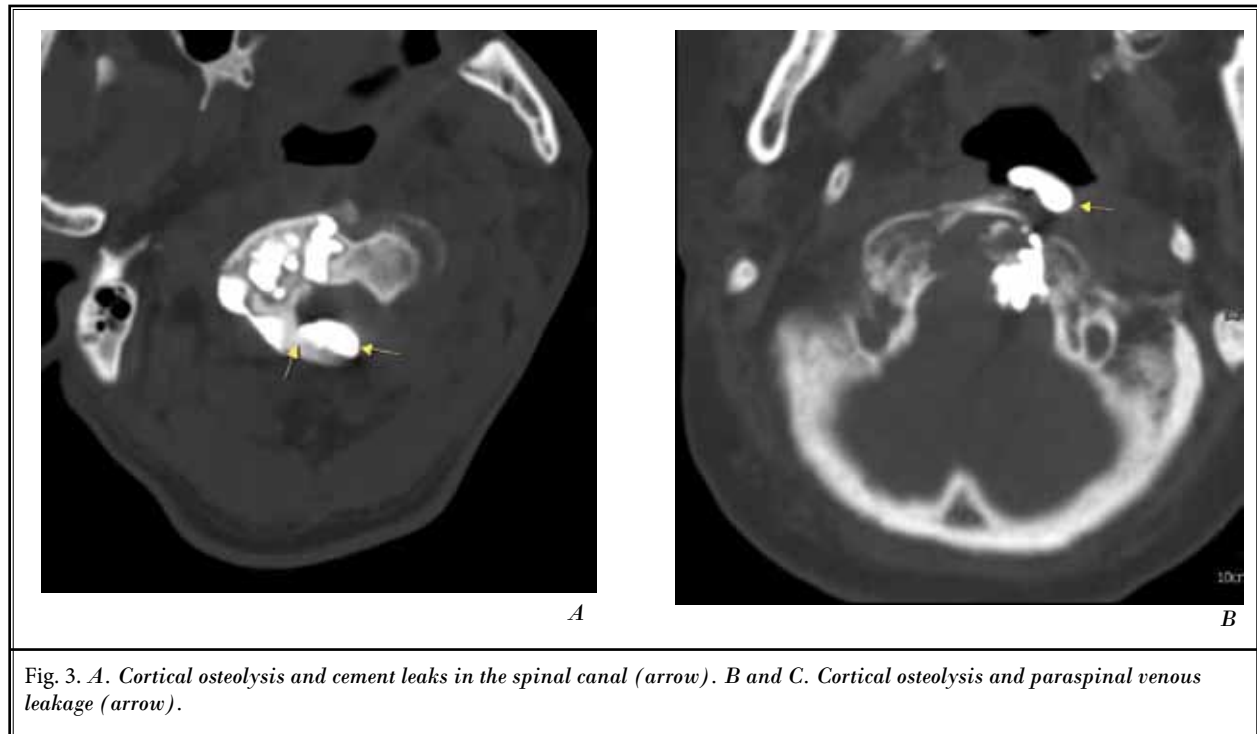 A
B
10cm
Fig. 3. A. Cortical osteolysis and cement leaks in the spinal canal (arrow). B and C. Cortical osteolysis and paraspinal venous
leakage (arrow).